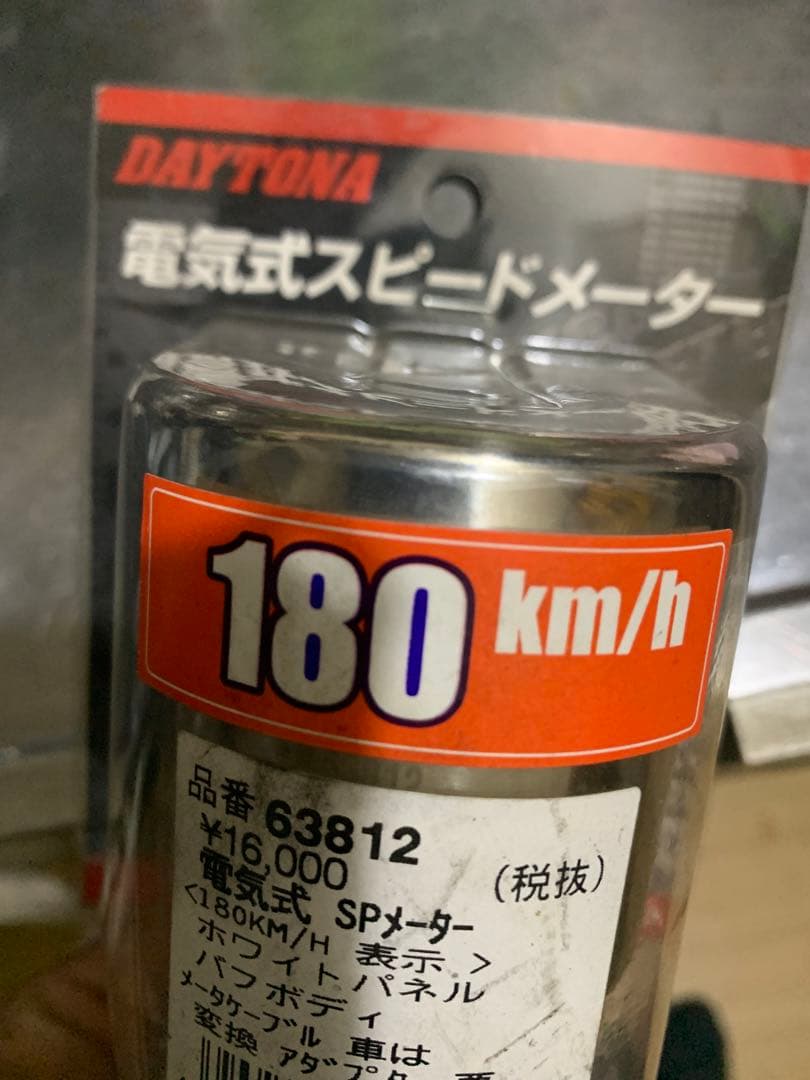 DAYTONA
電気式スピードメーター
180 km/h
品番 63812
¥16,000 (税抜)
電気式 SPメーター
<180KM/H 表示 >
ホワイトパネル
バフボディ
メータケーブル 車は
変換 アダプタ 要